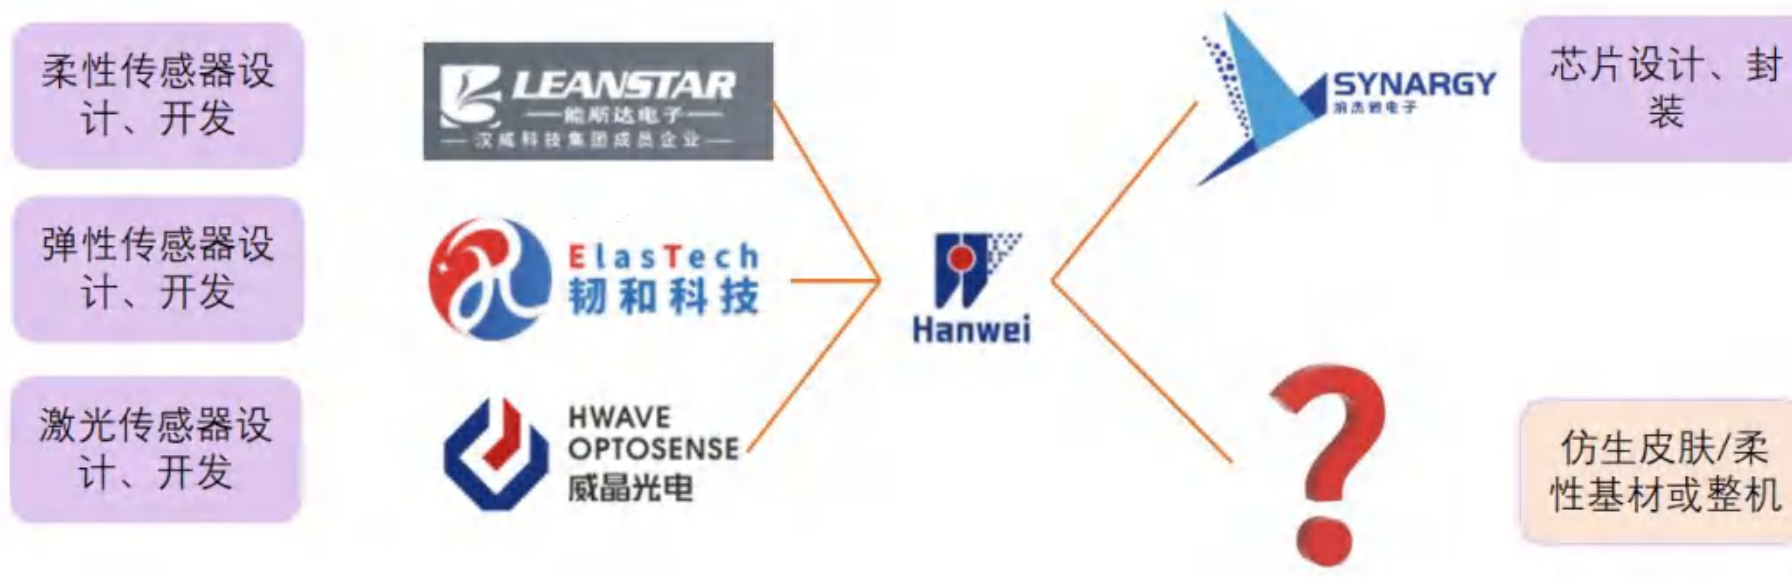 柔性传感器设
计、开发
LEANSTAR
能斯达电子
汉威科技集团成员企业
SYNARGY
芯片设计、封
装
弹性传感器设
计、开发
ElasTech
韧和科技
Hanwei
激光传感器设
计、开发
HWAVE
OPTOSENSE
威晶光电
?
仿生皮肤/柔
性基材或整机